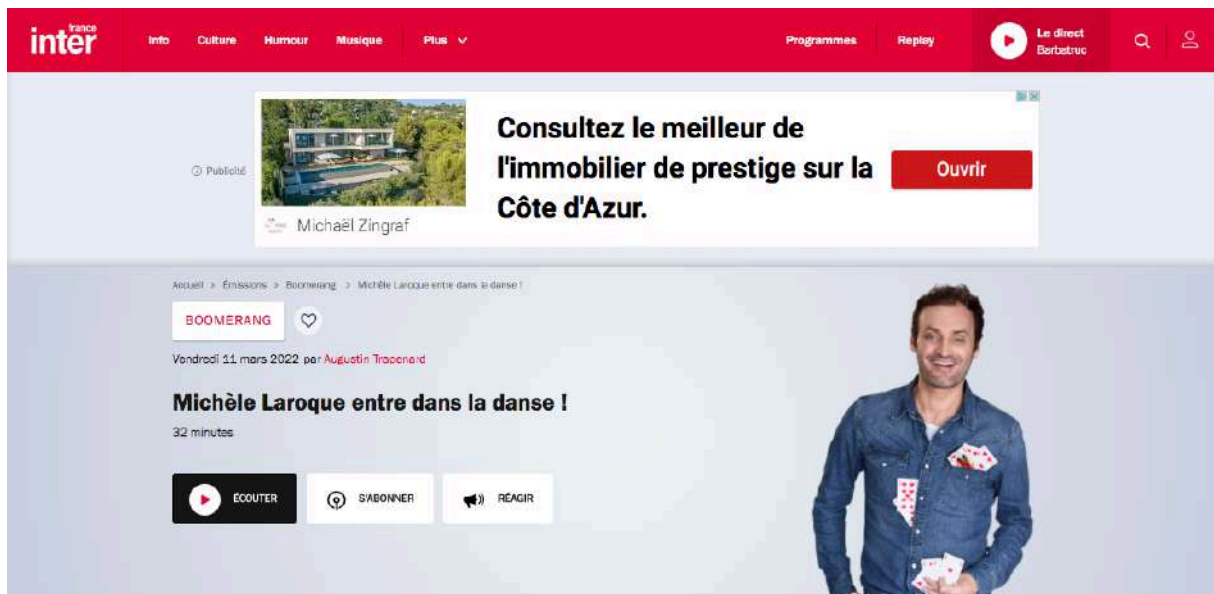 france
inter
Info Culture Humour Musique Plus
Programmes Replay
Le direct
Barbatruc
Publicité
Michaël Zingraf
Consultez le meilleur de
l'immobilier de prestige sur la
Côte d'Azur.
Ouvrir
Accueil > Émissions > Boomerang > Michèle Laroque entre dans la danse !
BOOMERANG
Vendredi 11 mars 2022 par Augustin Trapenard
Michèle Laroque entre dans la danse !
32 minutes
ÉCOUTER S'ABONNER RÉAGIR